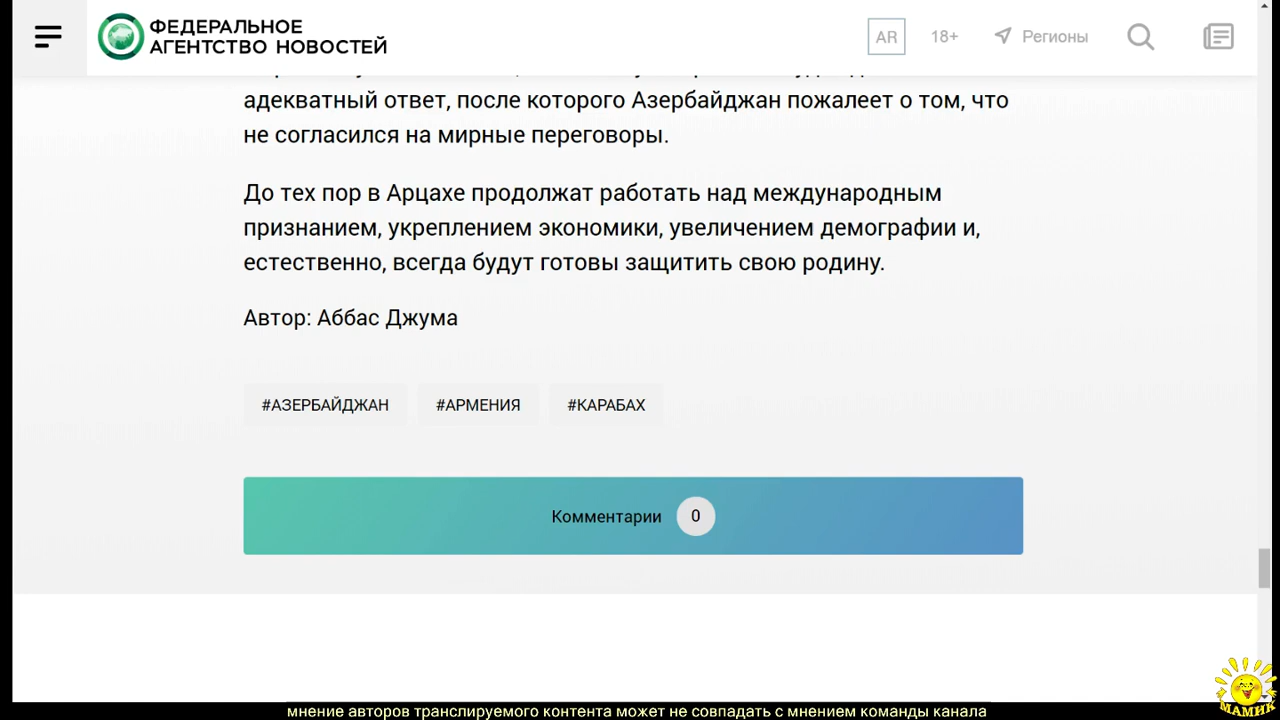 ФЕДЕРАЛЬНОЕ
АГЕНТСТВО НОВОСТЕЙ
AR
18+
Регионы
адекватный ответ, после которого Азербайджан пожалеет о том, что
не согласился на мирные переговоры.
До тех пор в Арцахе продолжат работать над международным
признанием, укреплением экономики, увеличением демографии и,
естественно, всегда будут готовы защитить свою родину.
Автор: Аббас Джума
#АЗЕРБАЙДЖАН
#АРМЕНИЯ
#КАРАБАХ
Комментарии 0
МАМИК
мнение авторов транслируемого контента может не совпадать с мнением команды канала